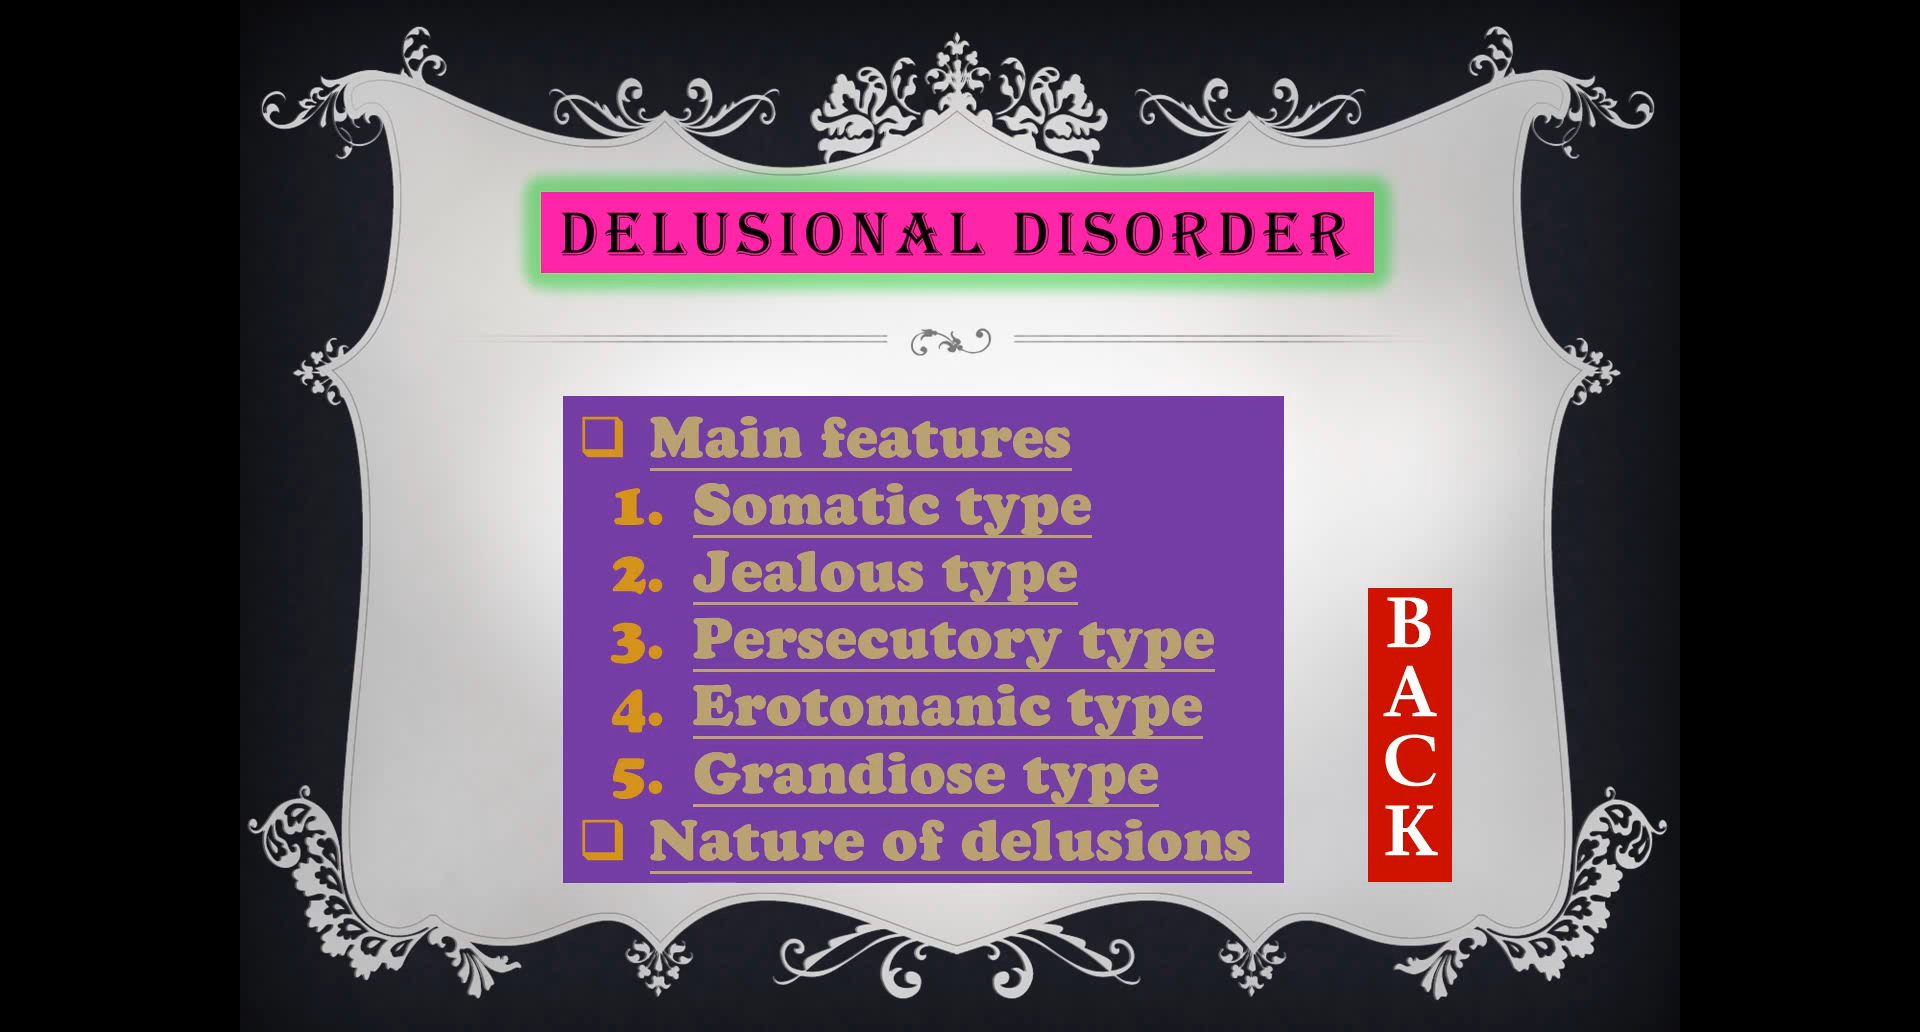 DELUSIONAL DISORDER
❑ Main features
1. Somatic type
2. Jealous type
3. Persecutory type
4. Erotomanic type
5. Grandiose type
❑ Nature of delusions
B
A
C
K